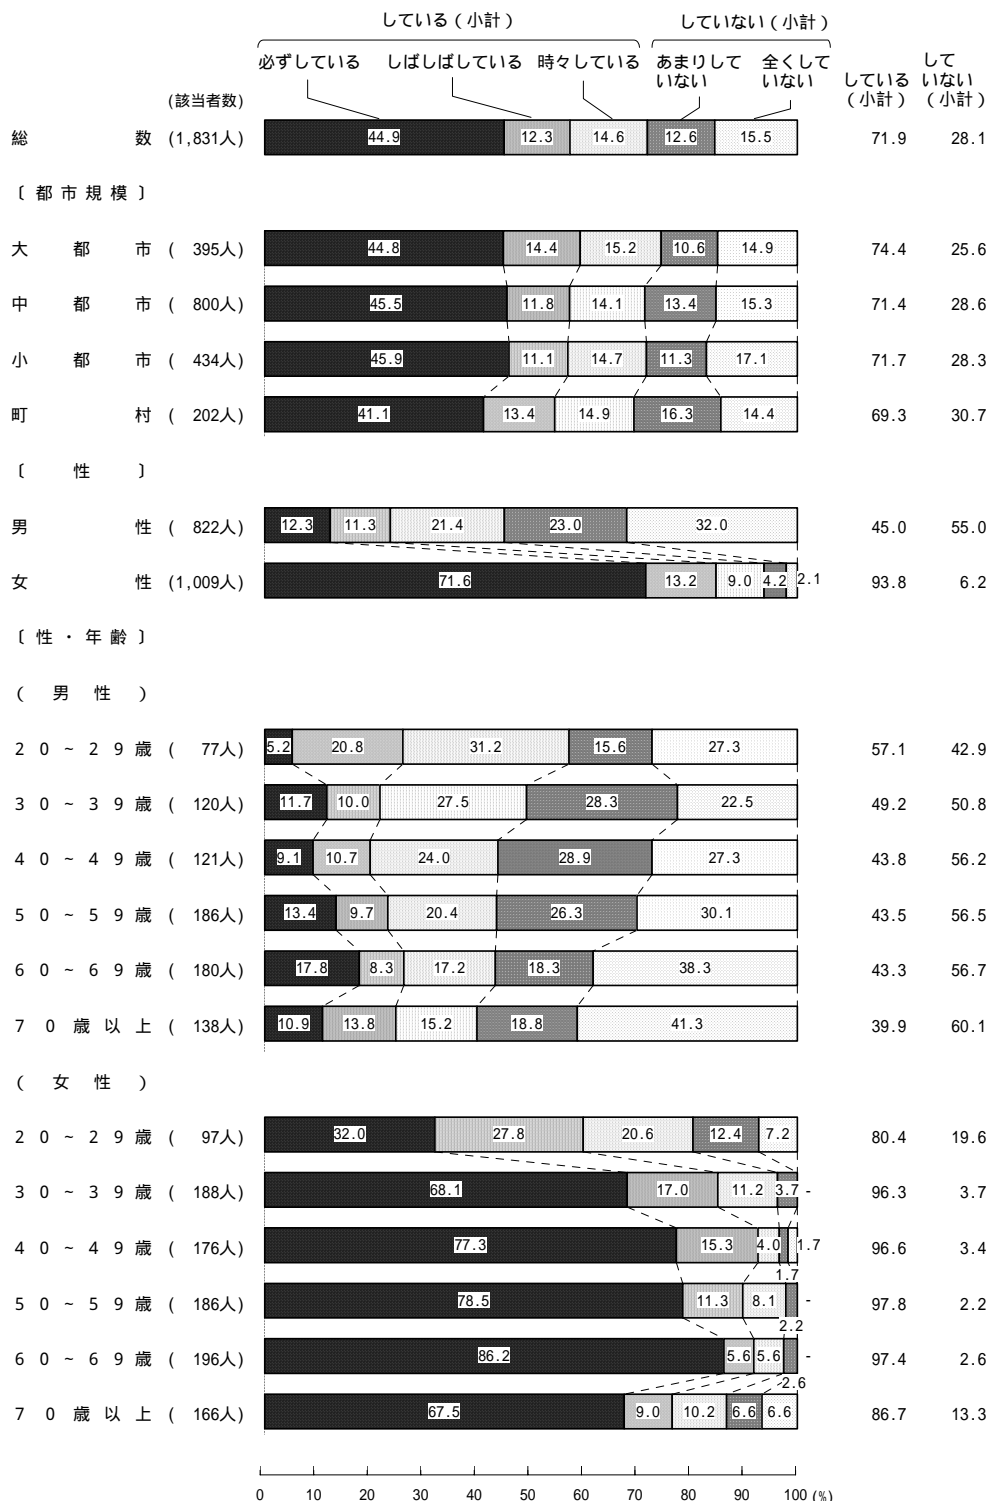 している(小計) していない(小計)
必ずしている しばしばしている 時々している あまりしていない 全くしていない している(小計) していない(小計)
(該当者数)
総数 (1,831人) 44.9 12.3 14.6 12.6 15.5 71.9 28.1
〔都市規模〕
大都市 ( 395人) 44.8 14.4 15.2 10.6 14.9 74.4 25.6
中都市 ( 800人) 45.5 11.8 14.1 13.4 15.3 71.4 28.6
小都市 ( 434人) 45.9 11.1 14.7 11.3 17.1 71.7 28.3
町村 ( 202人) 41.1 13.4 14.9 16.3 14.4 69.3 30.7
〔性〕
男性 ( 822人) 12.3 11.3 21.4 23.0 32.0 45.0 55.0
女性 (1,009人) 71.6 13.2 9.0 4.2 2.1 93.8 6.2
〔性・年齢〕
(男性)
20~29歳 ( 77人) 5.2 20.8 31.2 15.6 27.3 57.1 42.9
30~39歳 ( 120人) 11.7 10.0 27.5 28.3 22.5 49.2 50.8
40~49歳 ( 121人) 9.1 10.7 24.0 28.9 27.3 43.8 56.2
50~59歳 ( 186人) 13.4 9.7 20.4 26.3 30.1 43.5 56.5
60~69歳 ( 180人) 17.8 8.3 17.2 18.3 38.3 43.3 56.7
70歳以上 ( 138人) 10.9 13.8 15.2 18.8 41.3 39.9 60.1
(女性)
20~29歳 ( 97人) 32.0 27.8 20.6 12.4 7.2 80.4 19.6
30~39歳 ( 188人) 68.1 17.0 11.2 3.7 - 96.3 3.7
40~49歳 ( 176人) 77.3 15.3 4.0 1.7 1.7 96.6 3.4
50~59歳 ( 186人) 78.5 11.3 8.1 2.2 - 97.8 2.2
60~69歳 ( 196人) 86.2 5.6 5.6 2.6 - 97.4 2.6
70歳以上 ( 166人) 67.5 9.0 10.2 6.6 6.6 86.7 13.3
0 10 20 30 40 50 60 70 80 90 100 (%)